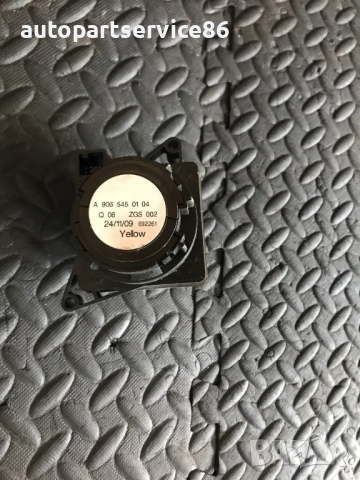 autopartservice86
A 906 545 01 04
Q 06 ZGS 002
24/11/09 692261
Yellow